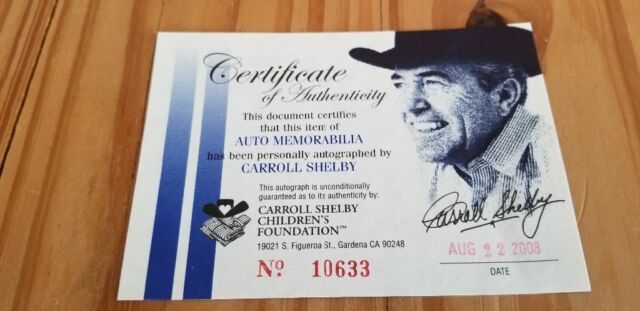 Certificate
of Authenticity
This document certifies
that this item of
AUTO MEMORABILIA
has been personally autographed by
CARROLL SHELBY
This autograph is unconditionally
guaranteed as to its authenticity by:
CARROLL SHELBY
CHILDREN'S
FOUNDATION™
19021 S. Figueroa St., Gardena CA 90248
Nº 10633
Carroll Shelby
AUG 22 2008
DATE